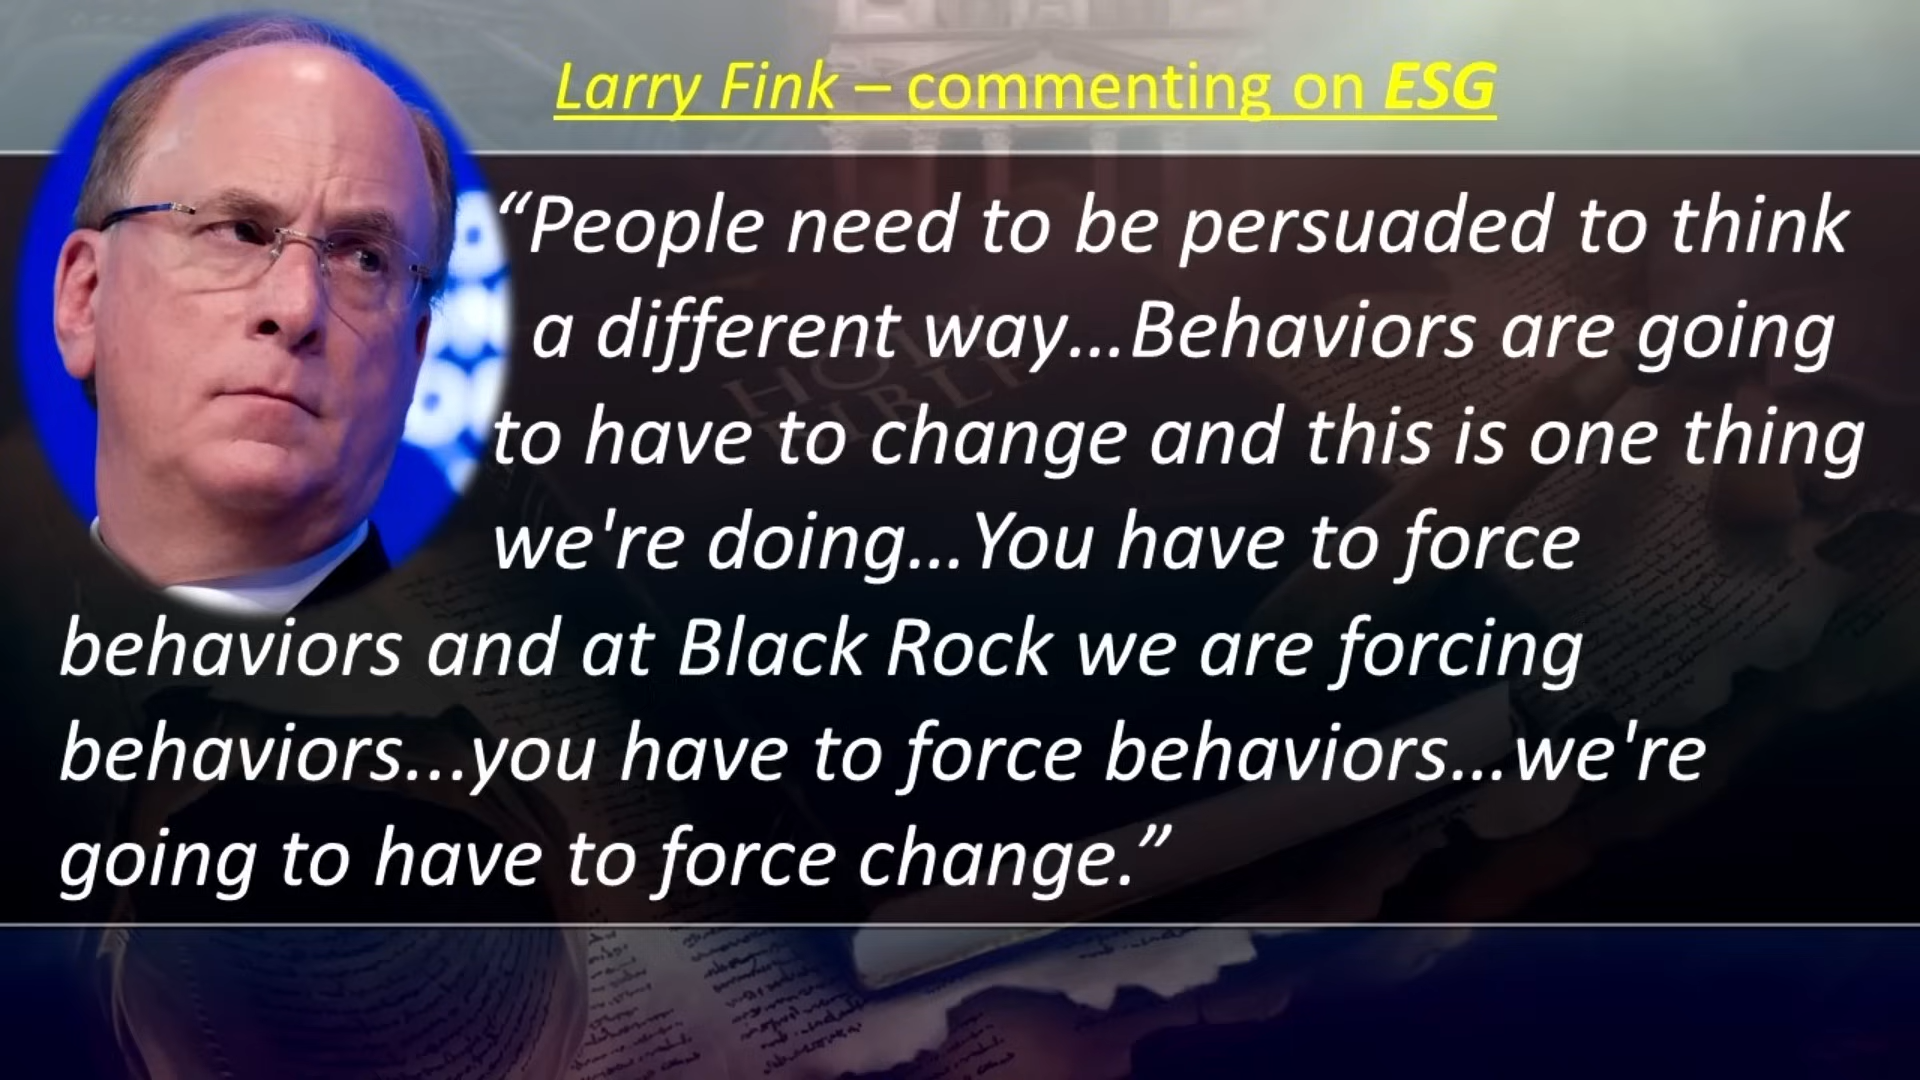 Larry Fink – commenting on ESG
“People need to be persuaded to think
a different way...Behaviors are going
to have to change and this is one thing
we're doing...You have to force
behaviors and at Black Rock we are forcing
behaviors...you have to force behaviors...we're
going to have to force change.”
HOLY
BIBLE